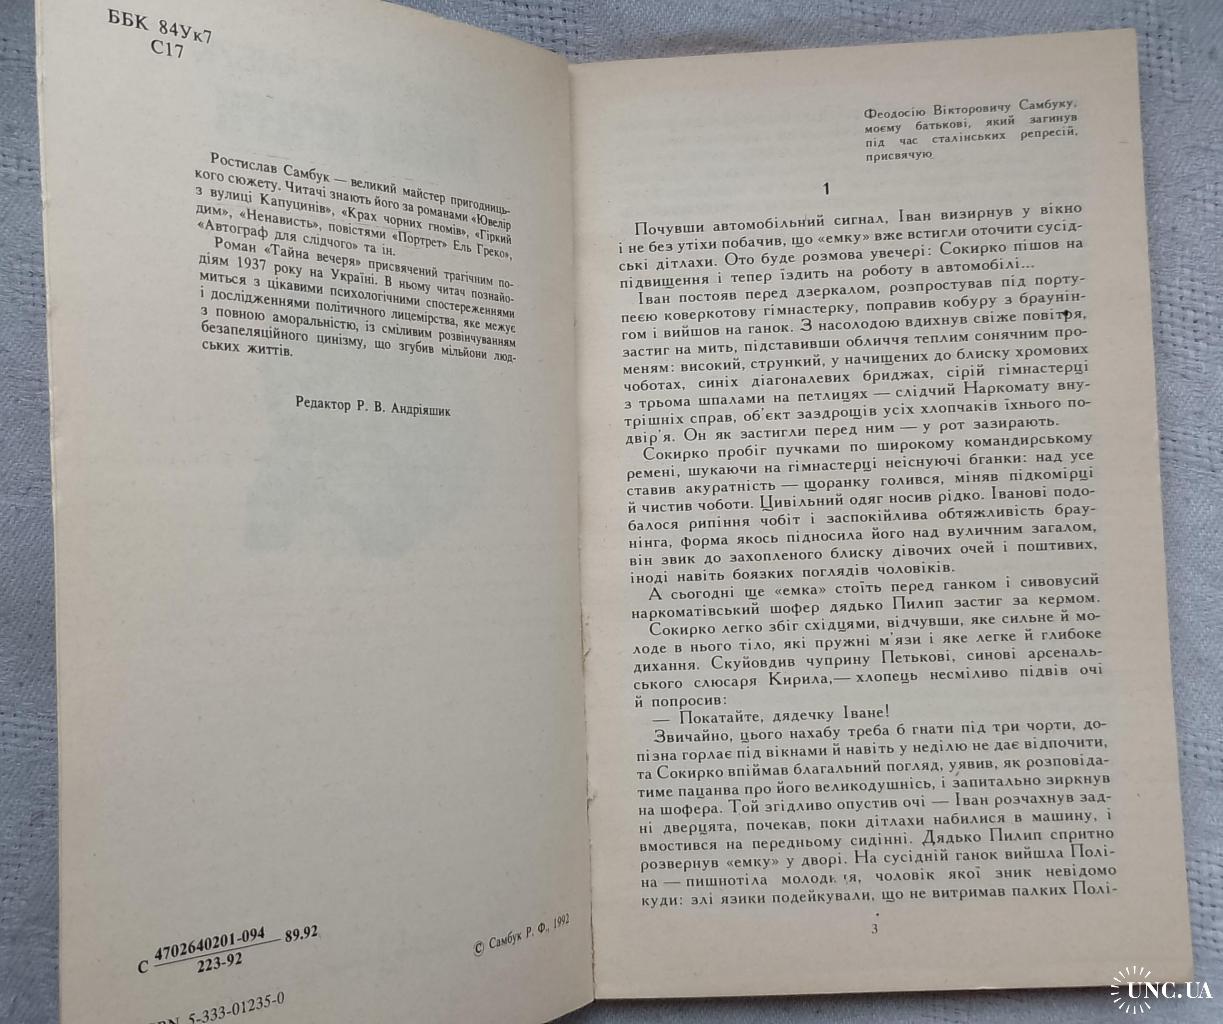 ББК 84Ук7
С17
Ростислав Самбук — великий майстер пригодниць-
кого сюжету. Читачі знають його за романами «Ювелір
з вулиці Капуцинів», «Крах чорних гномів», «Гіркий
дим», «Ненависть», повістями «Портрет» Ель Греко»,
«Автограф для слідчого» та ін.
Роман «Тайна вечеря» присвячений трагічним по-
діям 1937 року на Україні. В ньому читач познайо-
миться з цікавими психологічними спостереженнями
і дослідженнями політичного лицемірства, яке межує
з повною аморальністю, із сміливим розвінчуванням
безапеляційного цинізму, що згубив мільйони люд-
ських життів.
Редактор Р. В. Андріяшик
С 4702640201-094 89.92
223-92
© Самбук Р. Ф., 1992
5-333-01235-0
Феодосію Вікторовичу Самбуку,
моєму батькові, який загинув
під час сталінських репресій,
присвячую
1
Почувши автомобільний сигнал, Іван визирнув у вікно
і не без утіхи побачив, що «емку» вже встигли оточити сусід-
ські дітлахи. Ото буде розмова увечері: Сокирко пішов на
підвищення і тепер їздить на роботу в автомобілі...
Іван постояв перед дзеркалом, розпростував під порту-
пеєю коверкотову гімнастерку, поправив кобуру з браунін-
гом і вийшов на ганок. З насолодою вдихнув свіже повітря,
застиг на мить, підставивши обличчя теплим сонячним про-
меням: високий, стрункий, у начищених до блиску хромових
чоботах, синіх діагоналевих бриджах, сірій гімнастерці
з трьома шпалами на петлицях — слідчий Наркомату вну-
трішніх справ, об'єкт заздрощів усіх хлопчаків їхнього по-
двір'я. Он як застигли перед ним — у рот зазирають.
Сокирко пробіг пучками по широкому командирському
ремені, шукаючи на гімнастерці неіснуючі бганки: над усе
ставив акуратність — щоранку голився, міняв підкомірці
й чистив чоботи. Цивільний одяг носив рідко. Іванові подо-
балося рипіння чобіт і заспокійлива обтяжливість брау-
нінга, форма якось підносила його над вуличним загалом,
він звик до захопленого блиску дівочих очей і поштивих,
іноді навіть боязких поглядів чоловіків.
А сьогодні ще «емка» стоїть перед ганком і сивовусий
наркоматівський шофер дядько Пилип застиг за кермом.
Сокирко легко збіг східцями, відчувши, яке сильне й мо-
лоде в нього тіло, які пружні м'язи і яке легке й глибоке
дихання. Скуйовдив чуприну Петькові, синові арсеналь-
ського слюсаря Кирила,— хлопець несміливо підвів очі
й попросив:
— Покатайте, дядечку Іване!
Звичайно, цього нахабу треба б гнати під три чорти, до-
пізна горлає під вікнами й навіть у неділю не дає відпочити,
та Сокирко впіймав благальний погляд, уявив, як розповіда-
тиме пацанва про його великодушнісь, і запитально зиркнув
на шофера. Той згідливо опустив очі — Іван розчахнув зад-
ні дверцята, почекав, поки дітлахи набилися в машину, і
вмостився на передньому сидінні. Дядько Пилип спритно
розвернув «емку» у дворі. На сусідній ганок вийшла Полі-
на — пишнотіла молодиця, чоловік якої зник невідомо
куди: злі язики подейкували, що не витримав палких Полі-
3
UNC.UA